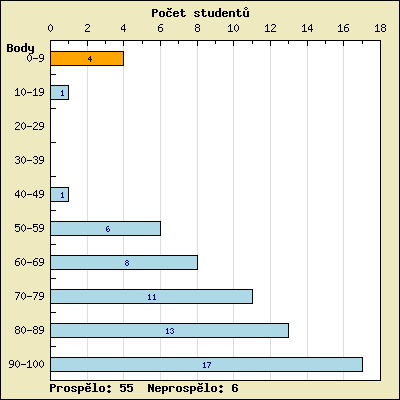 Počet studentů
0 2 4 6 8 10 12 14 16 18
Body
0-9 4
10-19 1
20-29
30-39
40-49 1
50-59 6
60-69 8
70-79 11
80-89 13
90-100 17
Prospělo: 55 Neprospělo: 6